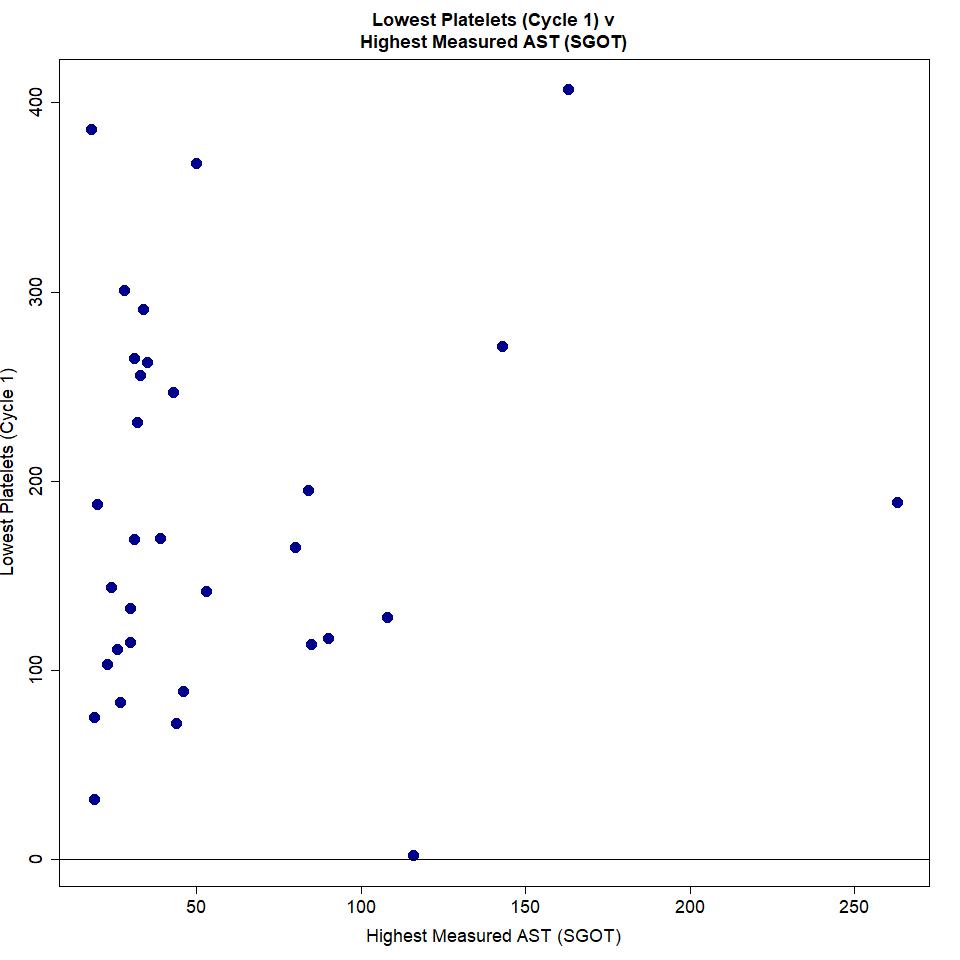 Lowest Platelets (Cycle 1) v
Highest Measured AST (SGOT)
400
300
200
100
0
Lowest Platelets (Cycle 1)
50 100 150 200 250
Highest Measured AST (SGOT)